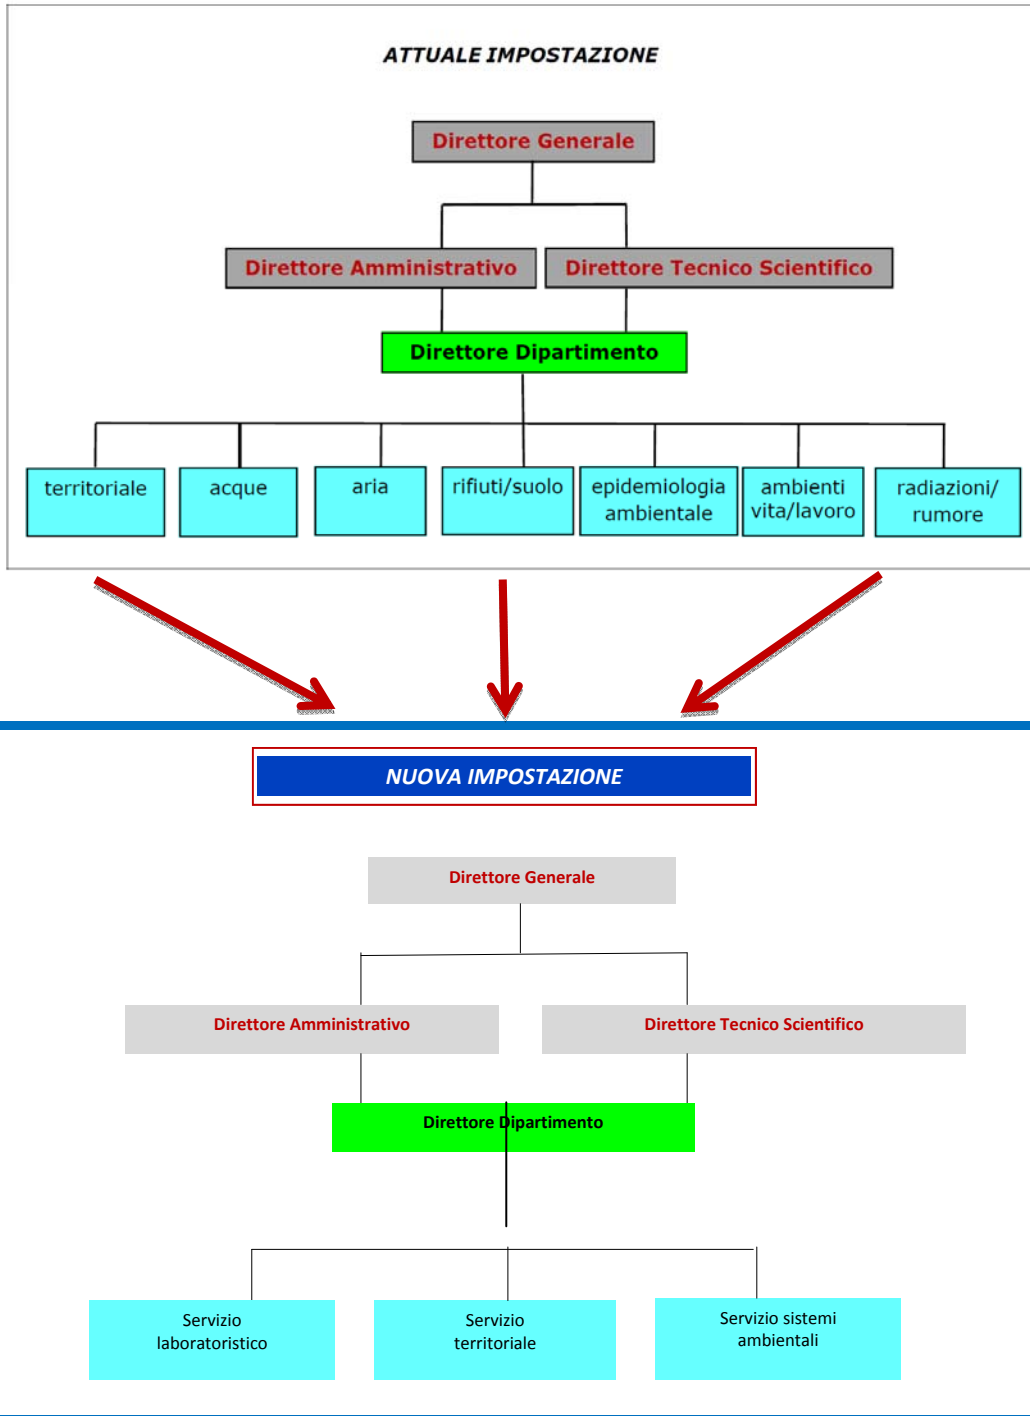 ATTUALE IMPOSTAZIONE
Direttore Generale
Direttore Amministrativo
Direttore Tecnico Scientifico
Direttore Dipartimento
territoriale
acque
aria
rifiuti/suolo
epidemiologia
ambientale
ambienti
vita/lavoro
radiazioni/
rumore
NUOVA IMPOSTAZIONE
Direttore Generale
Direttore Amministrativo
Direttore Tecnico Scientifico
Direttore Dipartimento
Servizio
laboratoristico
Servizio
territoriale
Servizio sistemi
ambientali